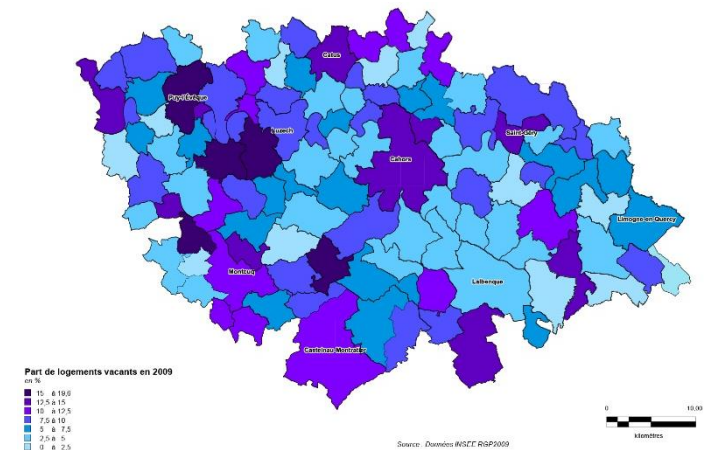 Catus
Puy-l'Évêque
Luzech
Saint-Géry
Cahors
Limogne-en-Quercy
Montcuq
Lalbenque
Castelnau-Montratier
Part de logements vacants en 2009
en %
15 à 19,6
12,5 à 15
10 à 12,5
7,5 à 10
5 à 7,5
2,5 à 5
0 à 2,5
0 10,00
kilomètres
Source : Données INSEE RGP2009